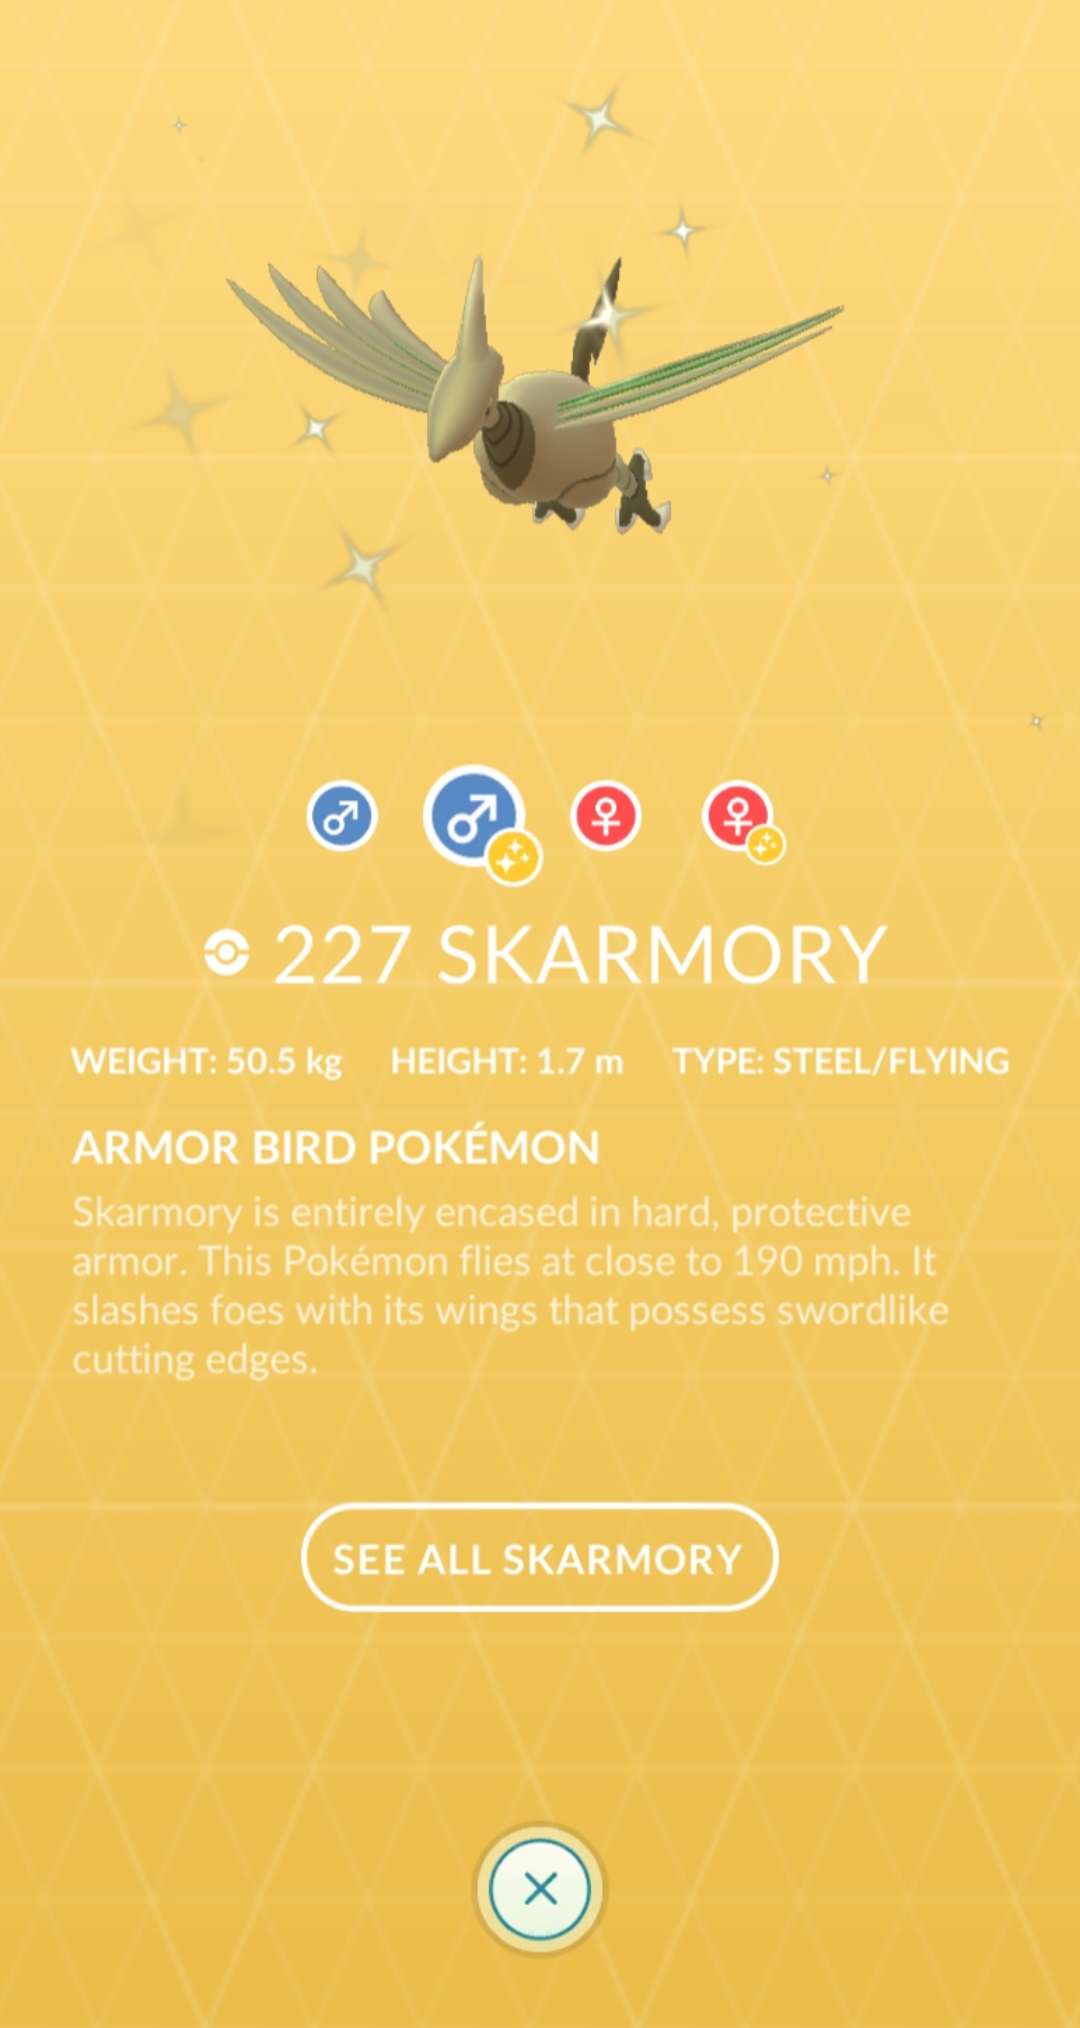 227 SKARMORY
WEIGHT: 50.5 kg HEIGHT: 1.7 m TYPE: STEEL/FLYING
ARMOR BIRD POKÉMON
Skarmory is entirely encased in hard, protective
armor. This Pokémon flies at close to 190 mph. It
slashes foes with its wings that possess swordlike
cutting edges.
SEE ALL SKARMORY